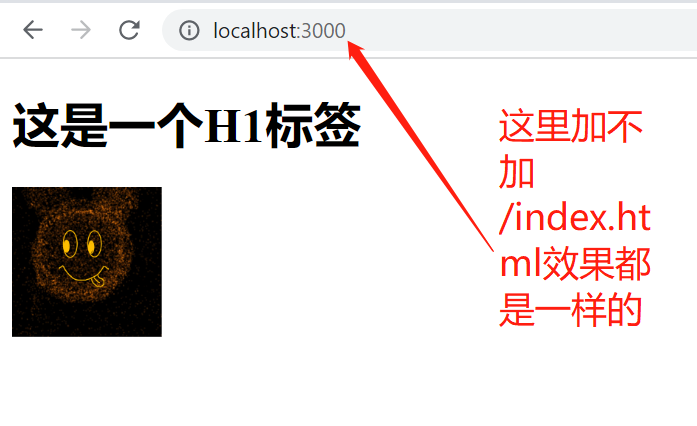 localhost:3000
这是一个H1标签
这里加不
加
/index.ht
ml效果都
是一样的